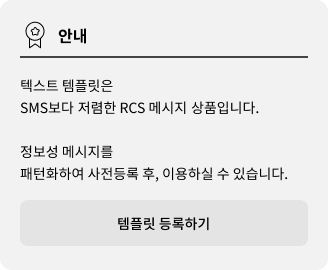 안내
텍스트 템플릿은
SMS보다 저렴한 RCS 메시지 상품입니다.
정보성 메시지를
패턴화하여 사전등록 후, 이용하실 수 있습니다.
템플릿 등록하기